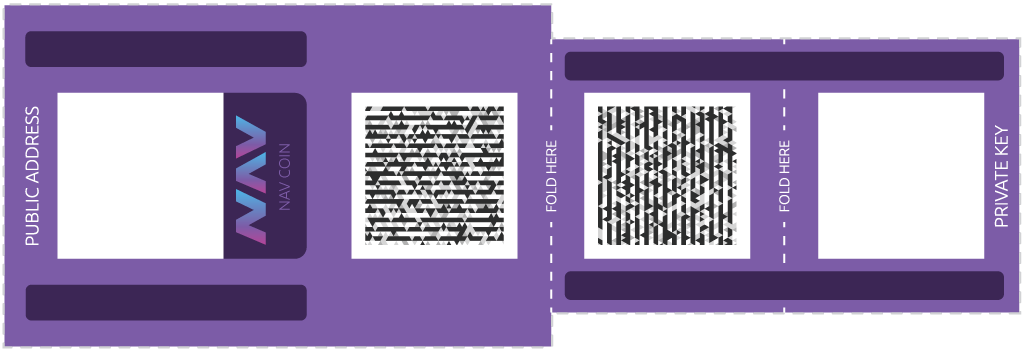 PUBLIC ADDRESS
NAV
NAV COIN
FOLD HERE
FOLD HERE
PRIVATE KEY